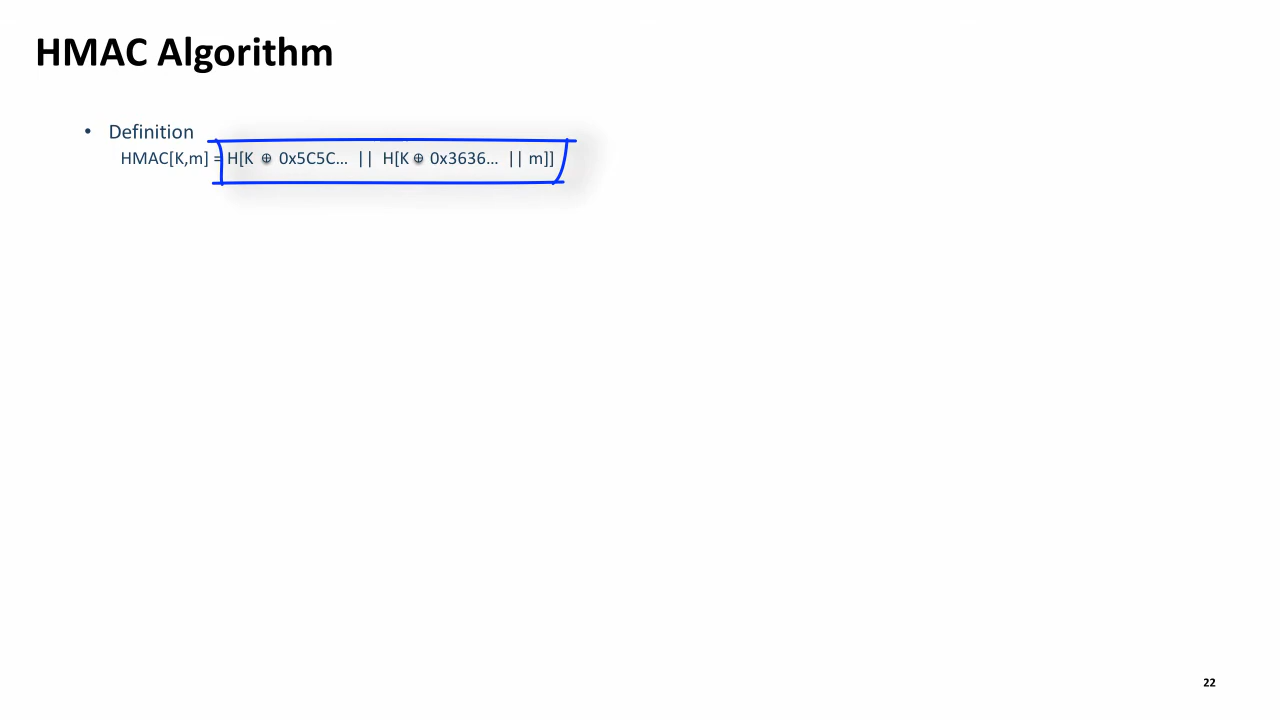 HMAC Algorithm
• Definition
HMAC[K,m] = H[K ⊕ 0x5C5C… || H[K ⊕ 0x3636… || m]]
22